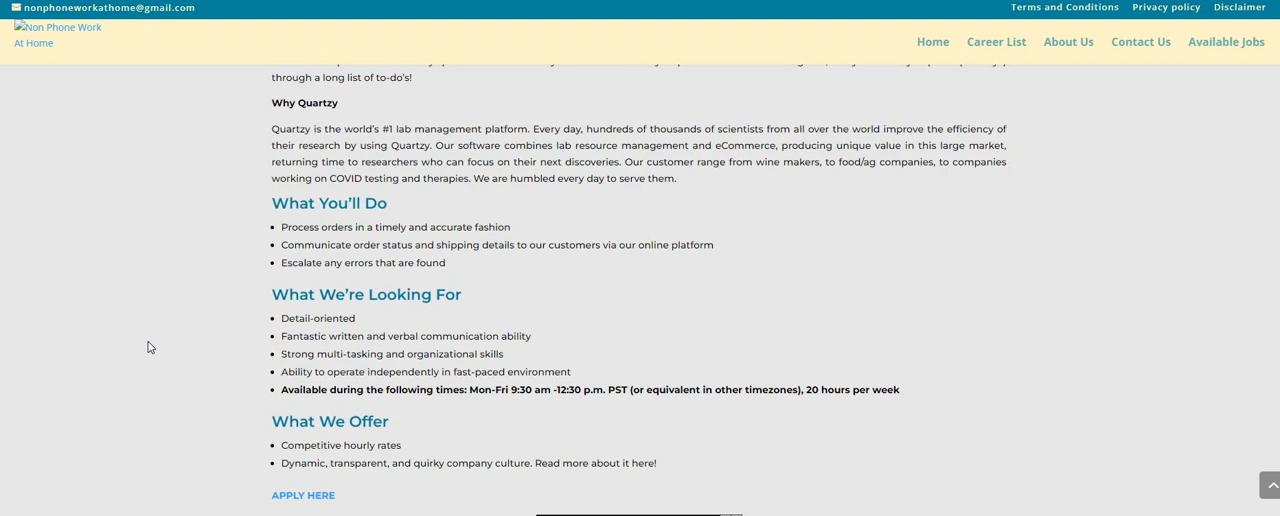 nonphoneworkathome@gmail.com
Terms and Conditions Privacy policy Disclaimer
Non Phone Work
At Home
Home Career List About Us Contact Us Available Jobs
through a long list of to-do's!
Why Quartzy
Quartzy is the world's #1 lab management platform. Every day, hundreds of thousands of scientists from all over the world improve the efficiency of
their research by using Quartzy. Our software combines lab resource management and eCommerce, producing unique value in this large market,
returning time to researchers who can focus on their next discoveries. Our customer range from wine makers, to food/ag companies, to companies
working on COVID testing and therapies. We are humbled every day to serve them.
What You'll Do
Process orders in a timely and accurate fashion
Communicate order status and shipping details to our customers via our online platform
Escalate any errors that are found
What We're Looking For
Detail-oriented
Fantastic written and verbal communication ability
Strong multi-tasking and organizational skills
Ability to operate independently in fast-paced environment
Available during the following times: Mon-Fri 9:30 am -12:30 p.m. PST (or equivalent in other timezones), 20 hours per week
What We Offer
Competitive hourly rates
Dynamic, transparent, and quirky company culture. Read more about it here!
APPLY HERE